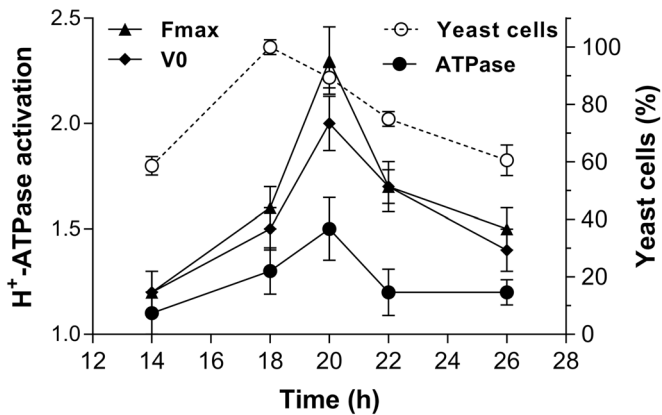 2.5
2.0
1.5
1.0
H+-ATPase activation
Fmax
V0
Yeast cells
ATPase
100
80
60
40
20
0
Yeast cells (%)
12 14 16 18 20 22 24 26 28
Time (h)